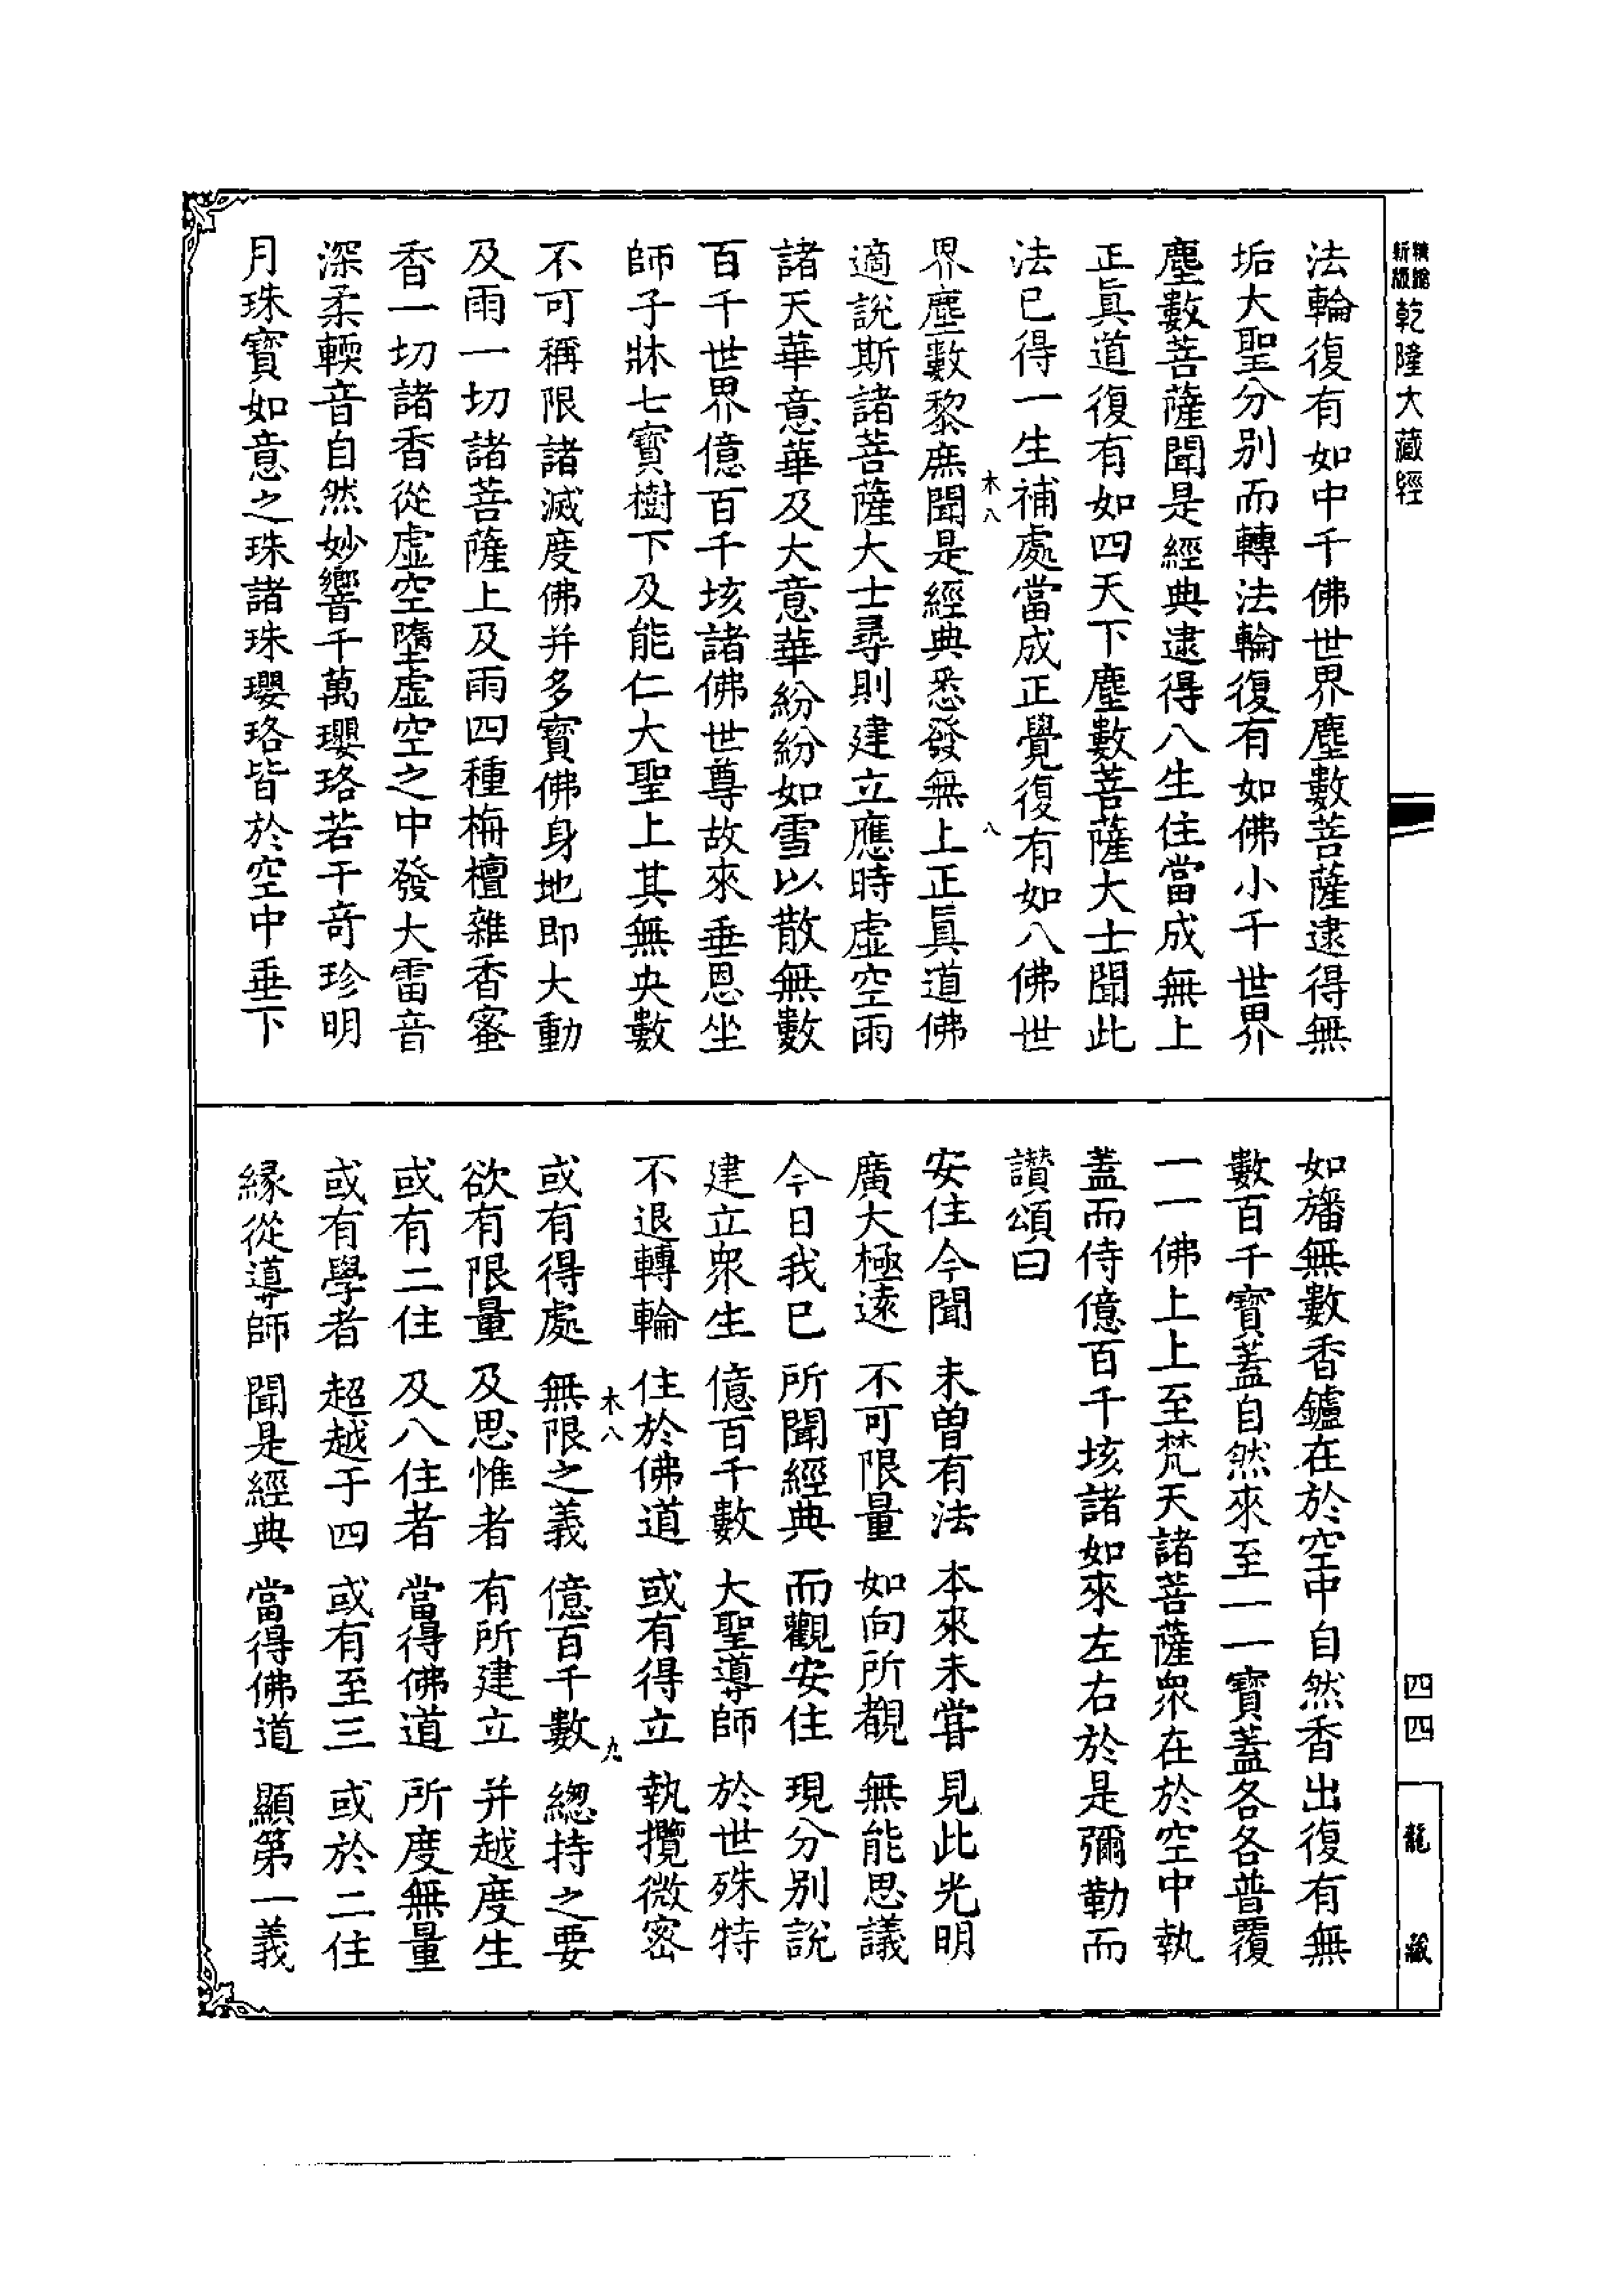 新版
精縮
乾隆大藏經
法輪復有如中千佛世界塵數菩薩逮得無
垢大聖分別而轉法輪復有如佛小千世界
塵數菩薩聞是經典逮得八生住當成無上
正眞道復有如四天下塵數菩薩大士聞此
法已得一生補處當成正覺復有如八佛世
木八
八
界塵數黎庶聞是經典悉發無上正眞道佛
適說斯諸菩薩大士尋則建立應時虛空雨
諸天華意華及大意華紛紛如雪以散無數
百千世界億百千垓諸佛世尊故來垂恩坐
師子牀七寶樹下及能仁大聖上其無央數
不可稱限諸滅度佛并多寶佛身地即大動
及雨一切諸菩薩上及雨四種栴檀雜香蜜
香一切諸香從虛空墮虛空之中發大雷音
深柔輭音自然妙響千萬瓔珞若干奇珍明
月珠寶如意之珠諸珠瓔珞皆於空中垂下
如旛無數香鑪在於空中自然香出復有無
數百千寶蓋自然來至一一寶蓋各各普覆
一一佛上上至梵天諸菩薩眾在於空中執
蓋而侍億百千垓諸如來左右於是彌勒而
讚頌曰
安住今聞　未曾有法　本來未甞　見此光明
廣大極遠　不可限量　如向所覩　無能思議
今日我已　所聞經典　而觀安住　現分別說
建立眾生　億百千數　大聖導師　於世殊特
不退轉輪　住於佛道　或有得立　執攬微密
木八
九
或有得處　無限之義　億百千數　總持之要
欲有限量　及思惟者　有所建立　并越度生
或有二住　及八住者　當得佛道　所度無量
或有學者　超越于四　或有至三　或於二住
緣從導師　聞是經典　當得佛道　顯第一義
四四
龍藏